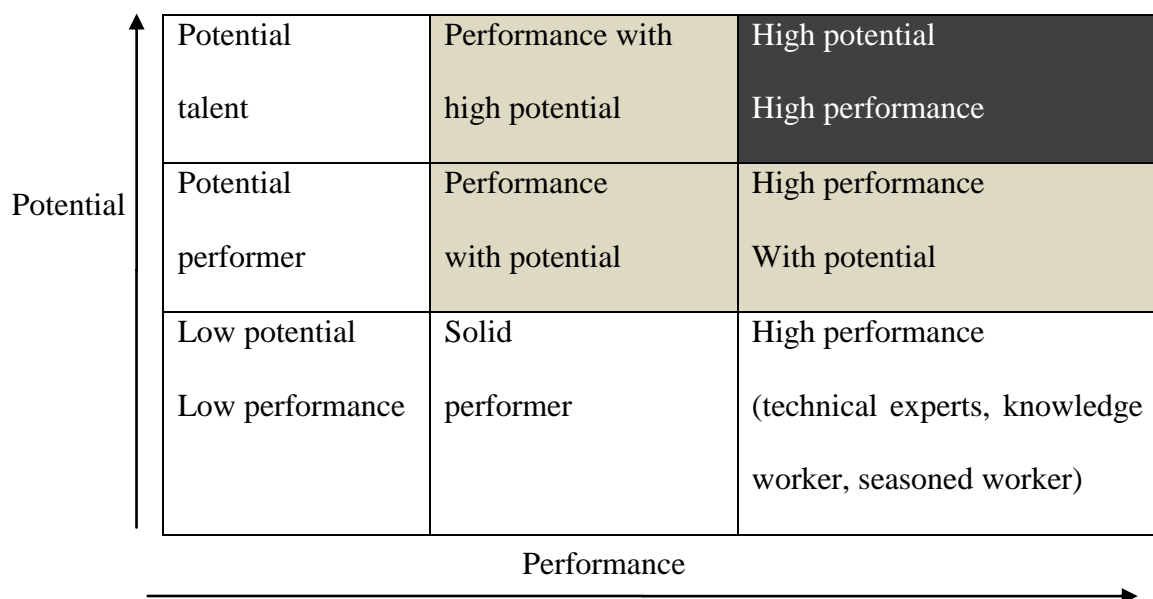 Potential
talent
Performance with
high potential
High potential
High performance
Potential
Potential
performer
Performance
with potential
High performance
With potential
Low potential
Low performance
Solid
performer
High performance
(technical experts, knowledge
worker, seasoned worker)
Performance